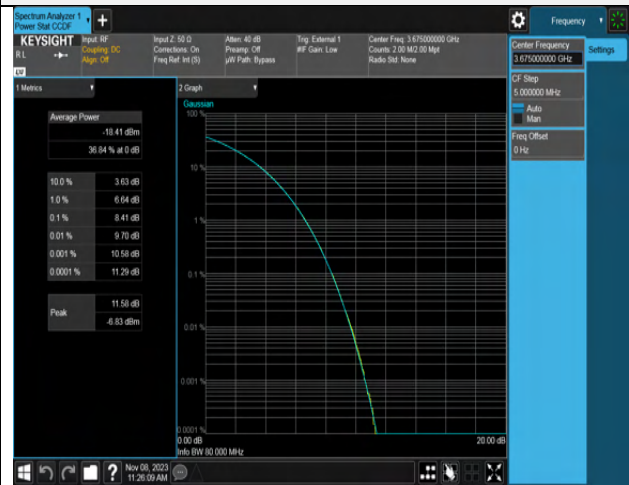 Spectrum Analyzer 1
Power Stat CCDF
Frequency
KEYSIGHT
RL
Input: RF
Coupling: DC
Align: Off
Input Z: 50 Ω
Corrections: On
Freq Ref: Int (S)
Atten: 40 dB
Preamp: Off
µW Path: Bypass
Trig: External 1
#IF Gain: Low
Center Freq: 3.675000000 GHz
Counts: 2.00 M/2.00 Mpt
Radio Std: None
Center Frequency
3.675000000 GHz
Settings
CF Step
5.000000 MHz
Auto
Man
Freq Offset
0 Hz
1 Metrics
Average Power
-18.41 dBm
36.84 % at 0 dB
10.0 % 3.63 dB
1.0 % 6.64 dB
0.1 % 8.41 dB
0.01 % 9.70 dB
0.001 % 10.58 dB
0.0001 % 11.29 dB
Peak 11.58 dB
-6.83 dBm
2 Graph
Gaussian
100 %
10 %
1 %
0.1 %
0.01 %
0.001 %
0.0001 %
0.00 dB 20.00 dB
Info BW 80.000 MHz
Nov 08, 2023
11:26:09 AM